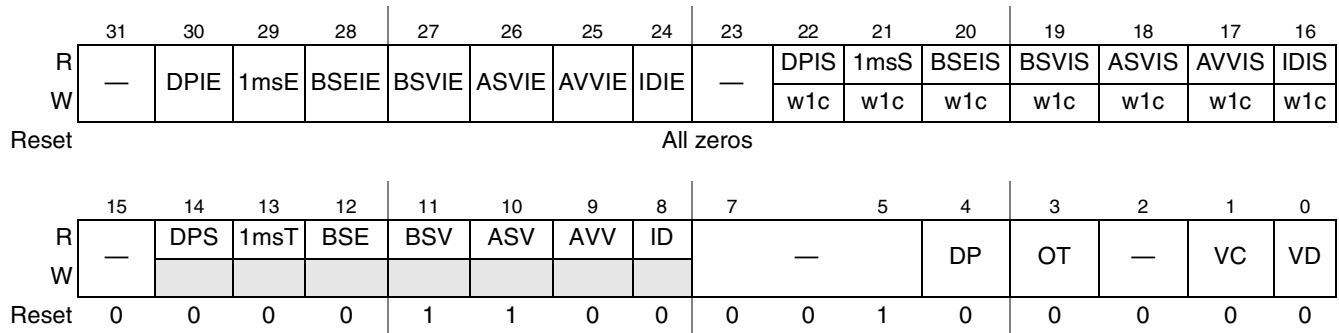 31 30 29 28 27 26 25 24 23 22 21 20 19 18 17 16
R — DPIE 1msE BSEIE BSVIE ASVIE AVVIE IDIE — DPIS 1msS BSEIS BSVIS ASVIS AVVIS IDIS
W w1c w1c w1c w1c w1c w1c w1c
Reset All zeros
15 14 13 12 11 10 9 8 7 5 4 3 2 1 0
R — DPS 1msT BSE BSV ASV AVV ID — DP OT — VC VD
W
Reset 0 0 0 0 1 1 0 0 0 0 1 0 0 0 0 0